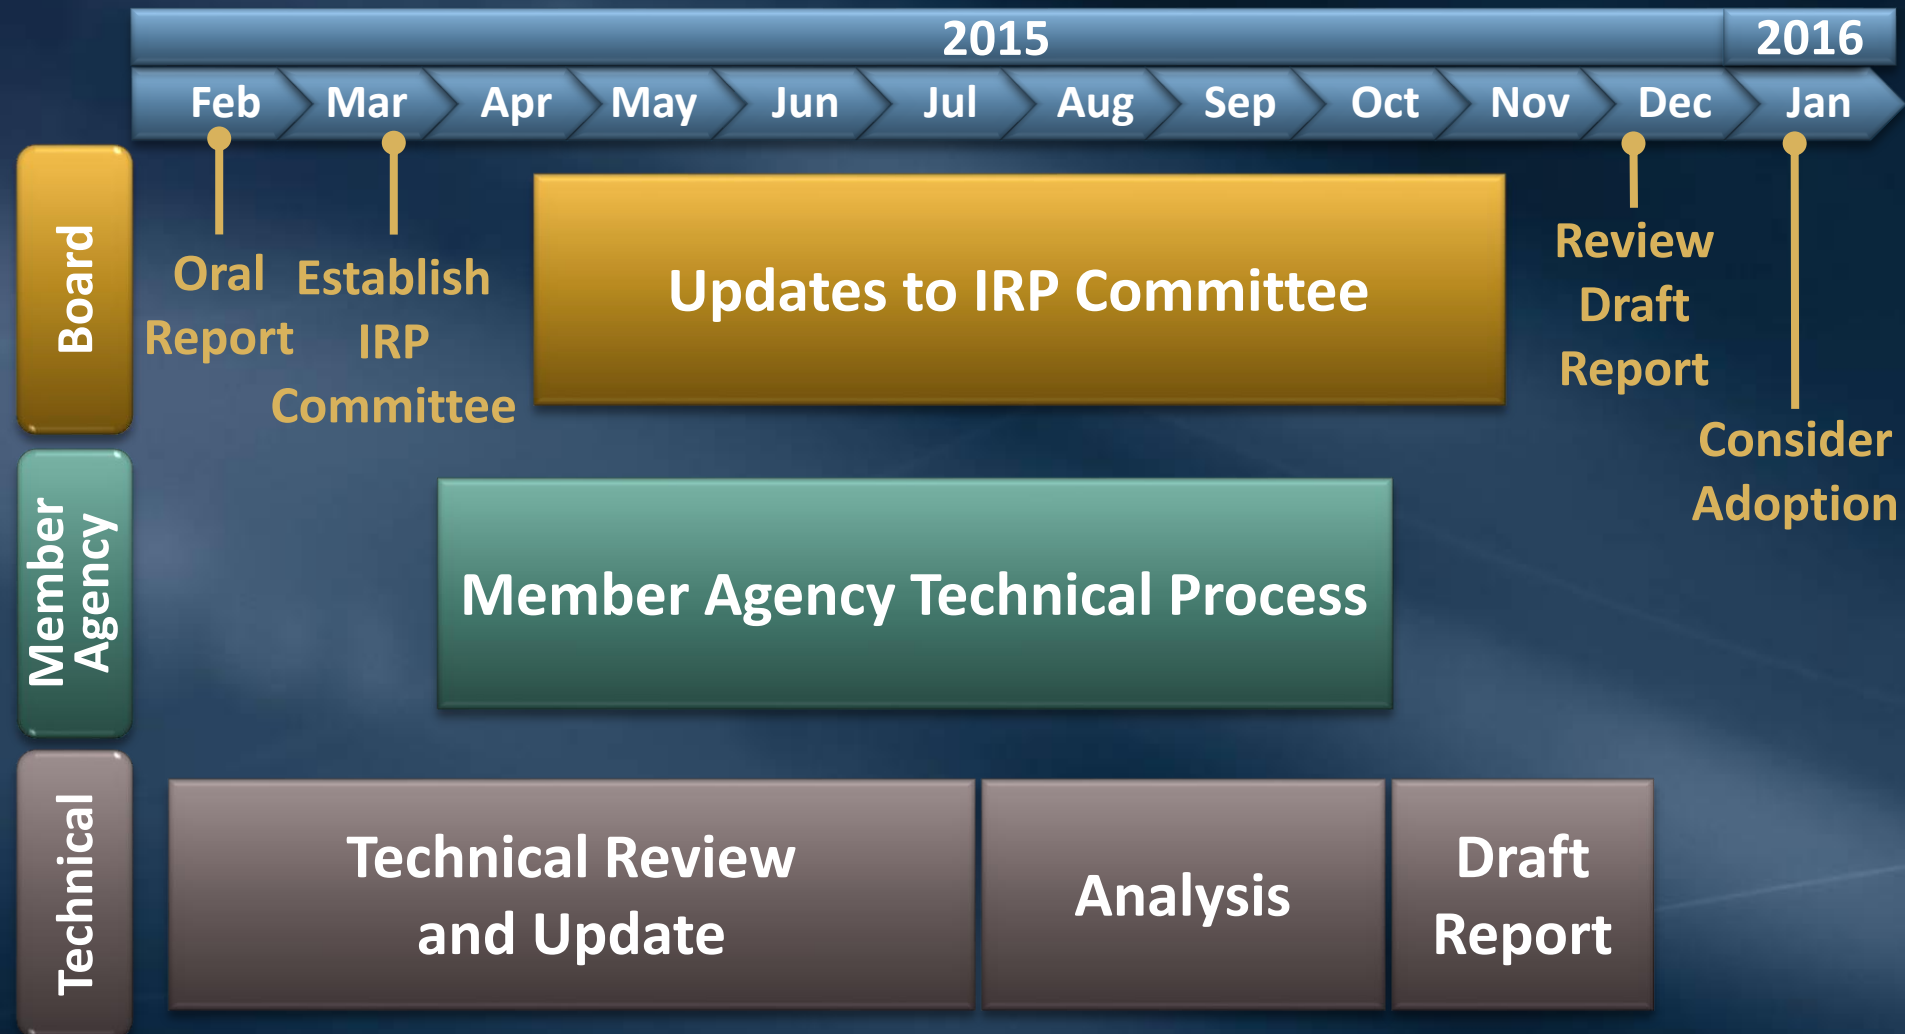 2015
2016
Feb
Mar
Apr
May
Jun
Jul
Aug
Sep
Oct
Nov
Dec
Jan
Board
Oral
Report
Establish
IRP
Committee
Updates to IRP Committee
Review
Draft
Report
Consider
Adoption
Member
Agency
Member Agency Technical Process
Technical
Technical Review
and Update
Analysis
Draft
Report